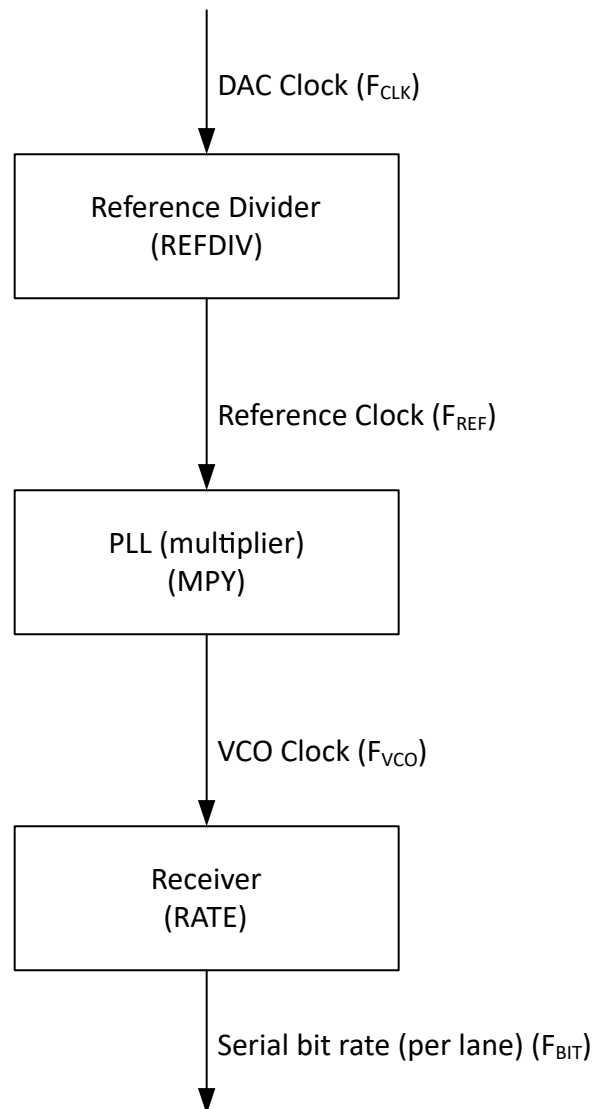 DAC Clock (FCLK)
Reference Divider
(REFDIV)
Reference Clock (FREF)
PLL (multiplier)
(MPY)
VCO Clock (FVCO)
Receiver
(RATE)
Serial bit rate (per lane) (FBIT)